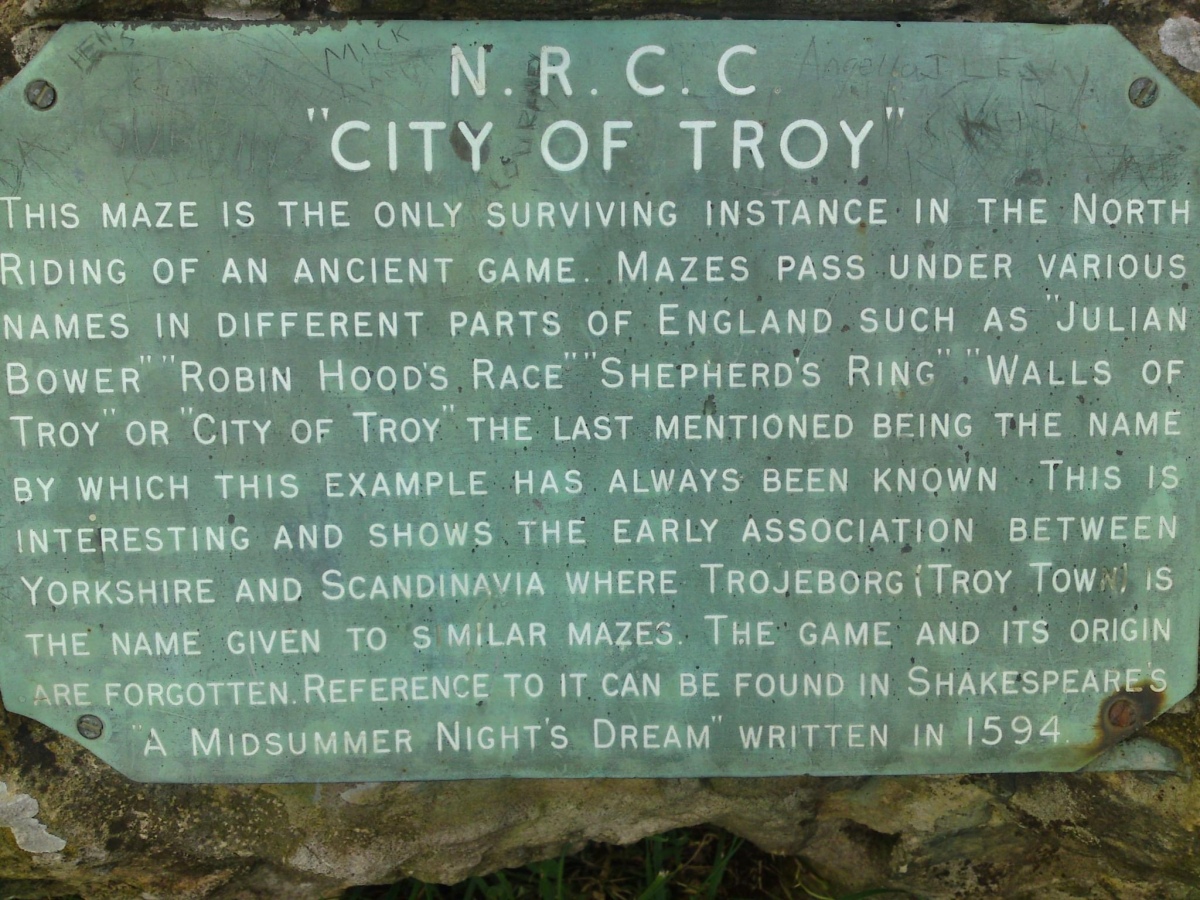 N. R. C. C
"CITY OF TROY"
THIS MAZE IS THE ONLY SURVIVING INSTANCE IN THE NORTH
RIDING OF AN ANCIENT GAME. MAZES PASS UNDER VARIOUS
NAMES IN DIFFERENT PARTS OF ENGLAND SUCH AS "JULIAN
BOWER" "ROBIN HOOD'S RACE" "SHEPHERD'S RING" "WALLS OF
TROY" OR "CITY OF TROY" THE LAST MENTIONED BEING THE NAME
BY WHICH THIS EXAMPLE HAS ALWAYS BEEN KNOWN THIS IS
INTERESTING AND SHOWS THE EARLY ASSOCIATION BETWEEN
YORKSHIRE AND SCANDINAVIA WHERE TROJEBORG (TROY TOWN) IS
THE NAME GIVEN TO SIMILAR MAZES. THE GAME AND ITS ORIGIN
ARE FORGOTTEN. REFERENCE TO IT CAN BE FOUND IN SHAKESPEARE'S
"A MIDSUMMER NIGHT'S DREAM" WRITTEN IN 1594.
MICK